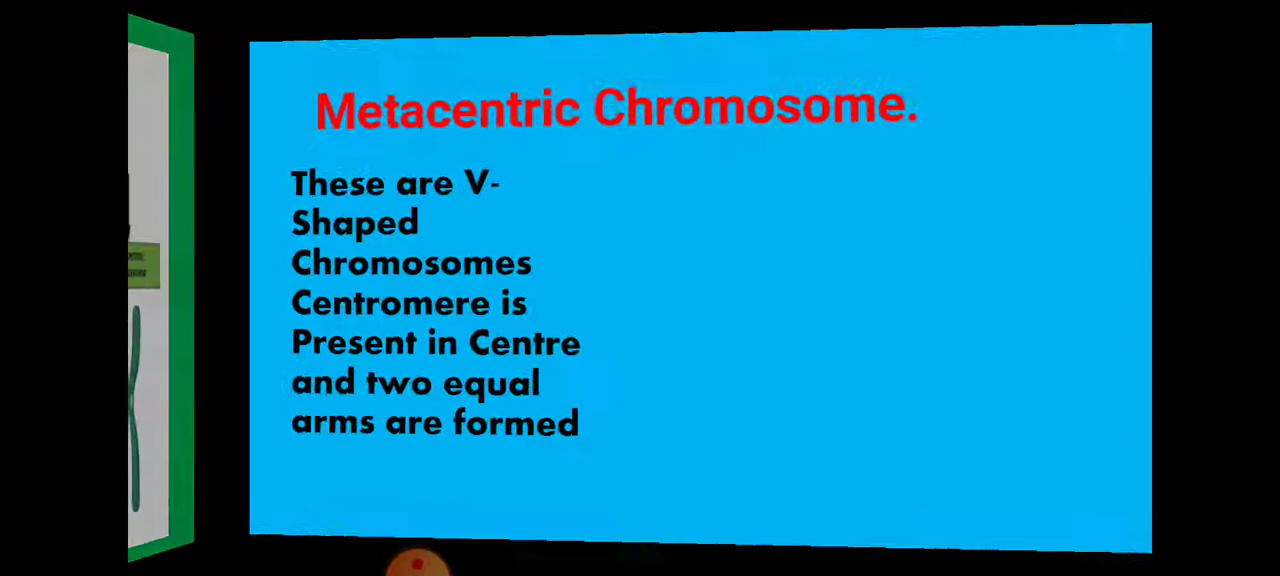 Metacentric Chromosome.
These are V-
Shaped
Chromosomes
Centromere is
Present in Centre
and two equal
arms are formed